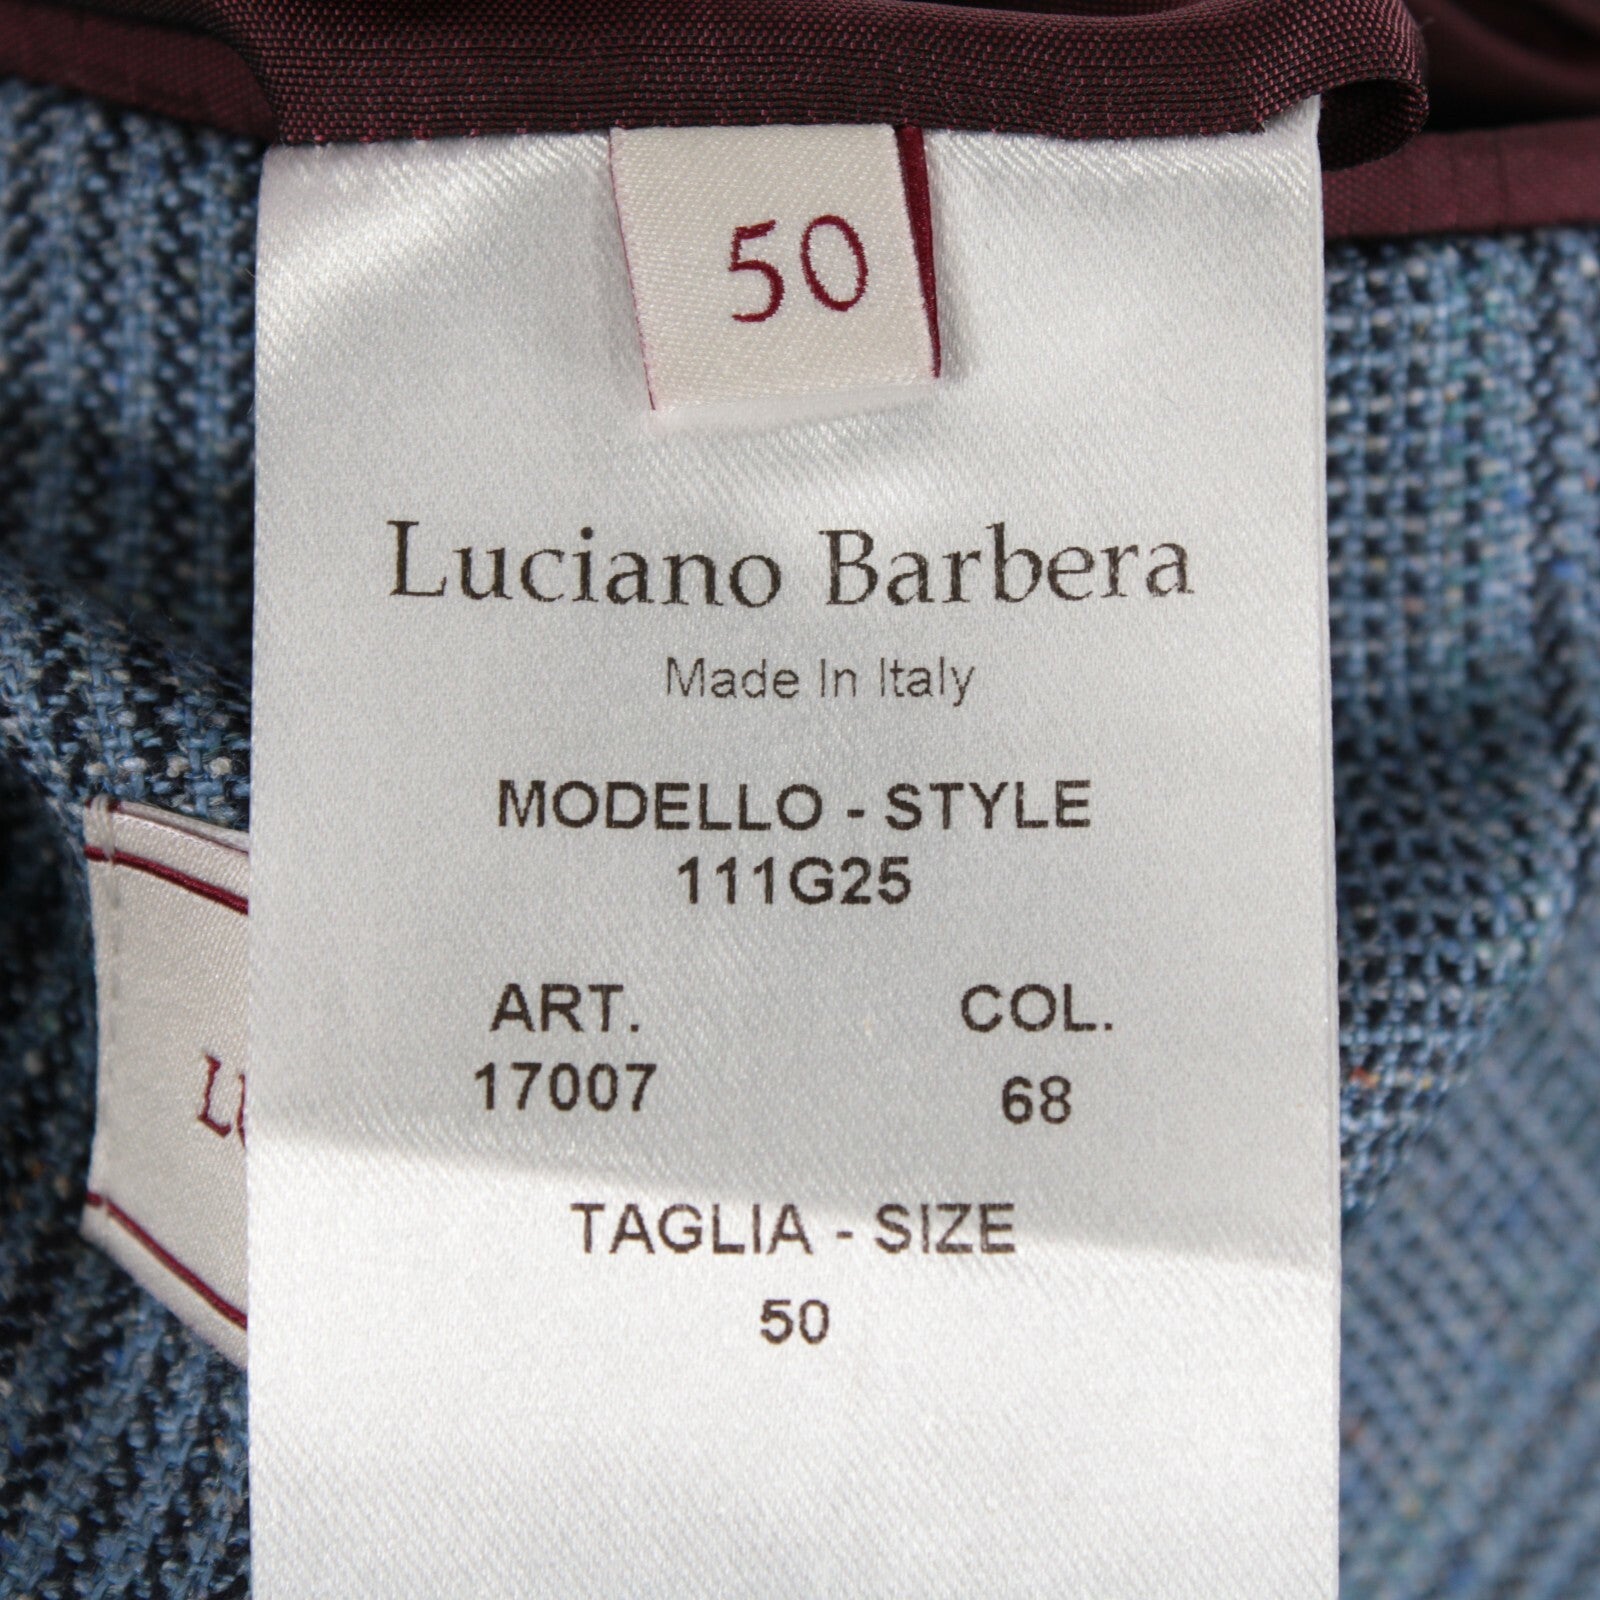 50
Luciano Barbera
Made In Italy
MODELLO - STYLE
111G25
ART. COL.
17007 68
TAGLIA - SIZE
50